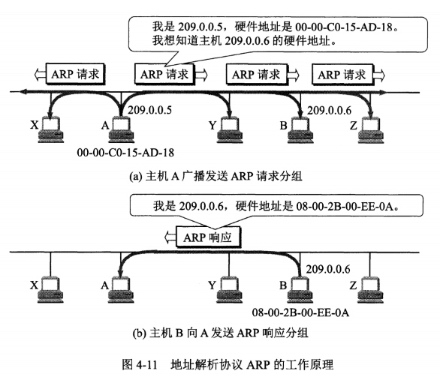 我是 209.0.0.5，硬件地址是 00-00-C0-15-AD-18。
我想知道主机 209.0.0.6 的硬件地址。
ARP 请求 ARP 请求 ARP 请求 ARP 请求
209.0.0.5 209.0.0.6
X A Y B Z
00-00-C0-15-AD-18
(a) 主机 A 广播发送 ARP 请求分组
我是 209.0.0.6，硬件地址是 08-00-2B-00-EE-0A。
ARP 响应
209.0.0.6
X A Y B Z
08-00-2B-00-EE-0A
(b) 主机 B 向 A 发送 ARP 响应分组
图 4-11 地址解析协议 ARP 的工作原理